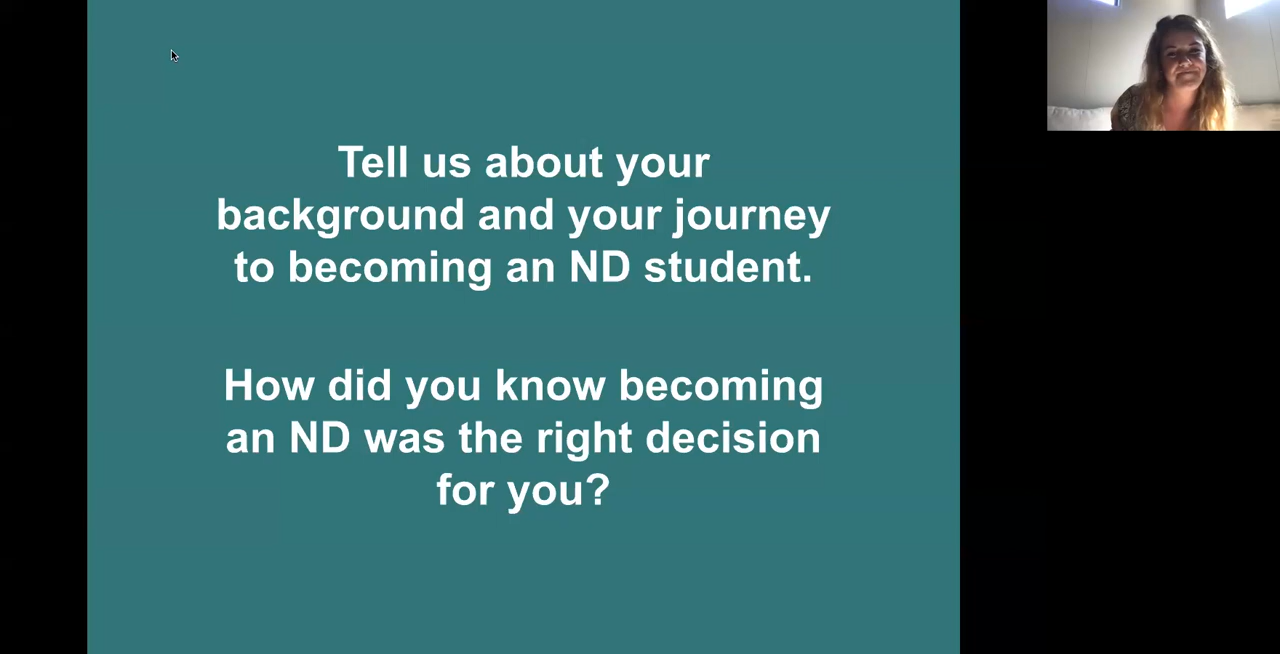 Tell us about your
background and your journey
to becoming an ND student.
How did you know becoming
an ND was the right decision
for you?